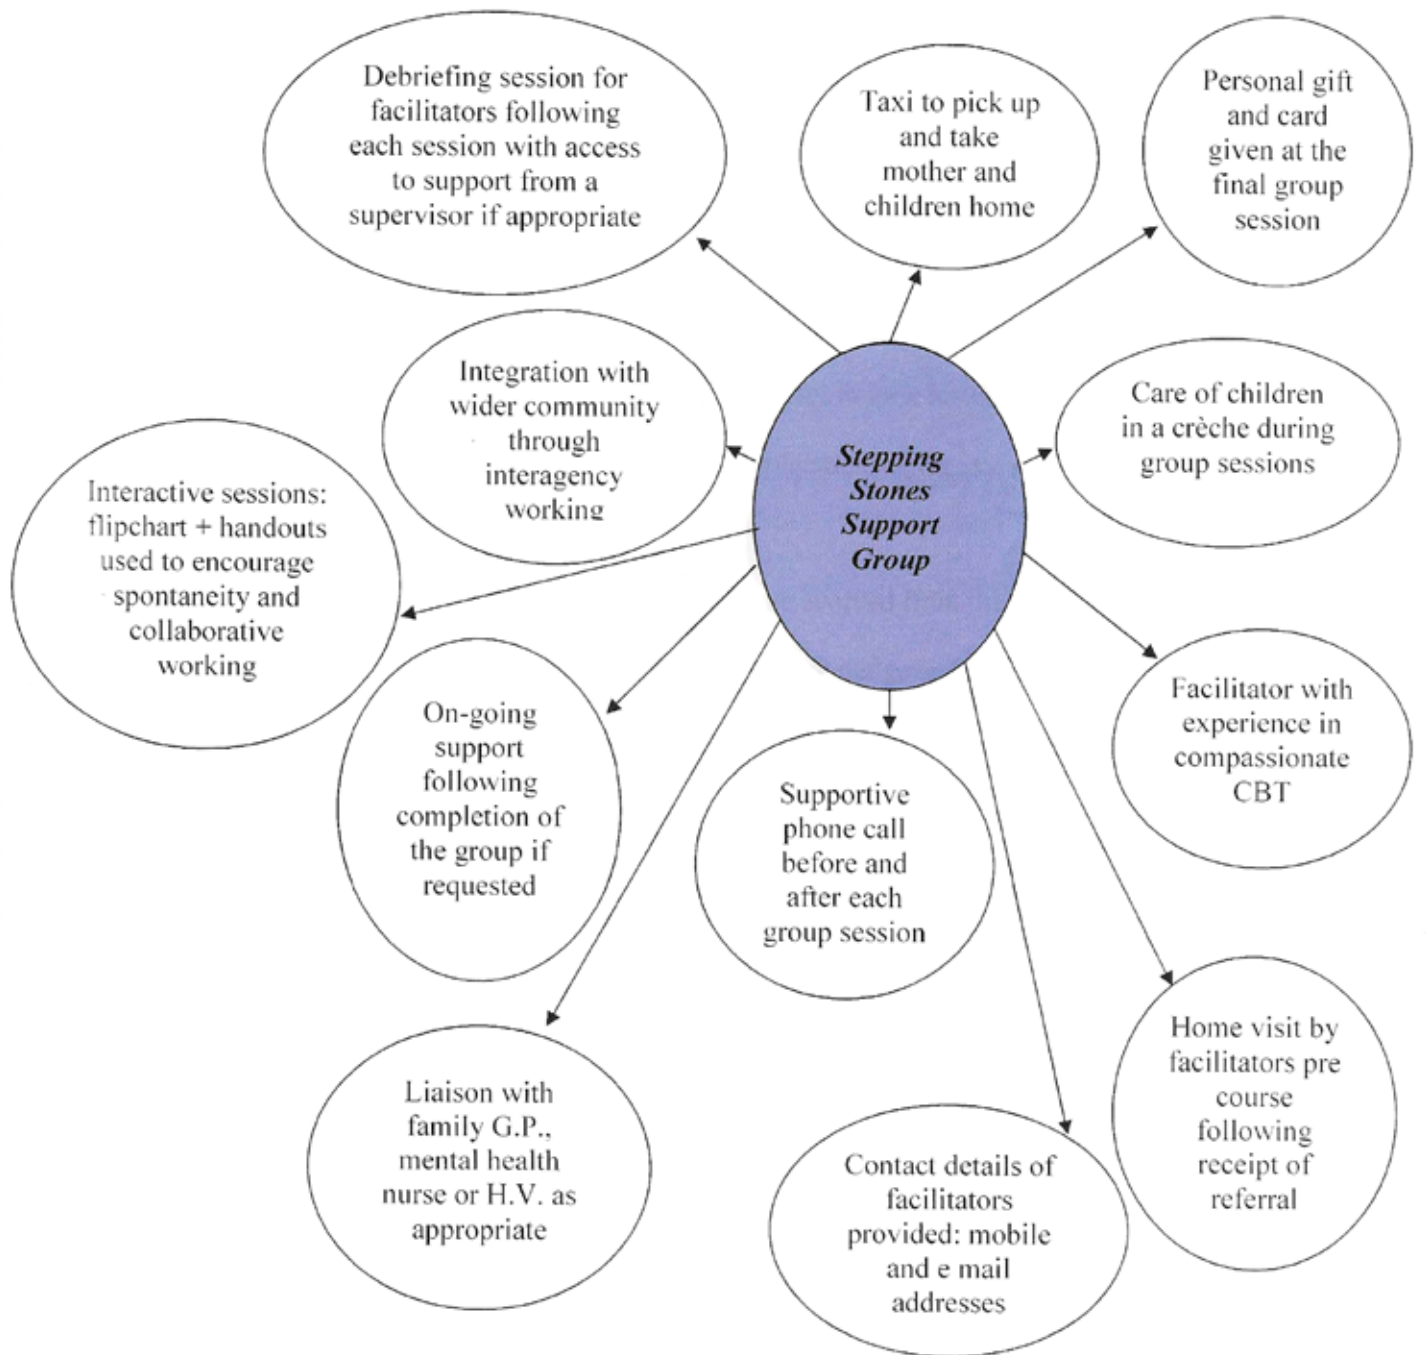 Debriefing session for
facilitators following
each session with access
to support from a
supervisor if appropriate
Taxi to pick up
and take
mother and
children home
Personal gift
and card
given at the
final group
session
Integration with
wider community
through
interagency
working
Stepping
Stones
Support
Group
Care of children
in a crèche during
group sessions
Interactive sessions:
flipchart + handouts
used to encourage
spontaneity and
collaborative
working
On-going
support
following
completion of
the group if
requested
Supportive
phone call
before and
after each
group session
Facilitator with
experience in
compassionate
CBT
Liaison with
family G.P.,
mental health
nurse or H.V. as
appropriate
Contact details of
facilitators
provided: mobile
and e mail
addresses
Home visit by
facilitators pre
course
following
receipt of
referral